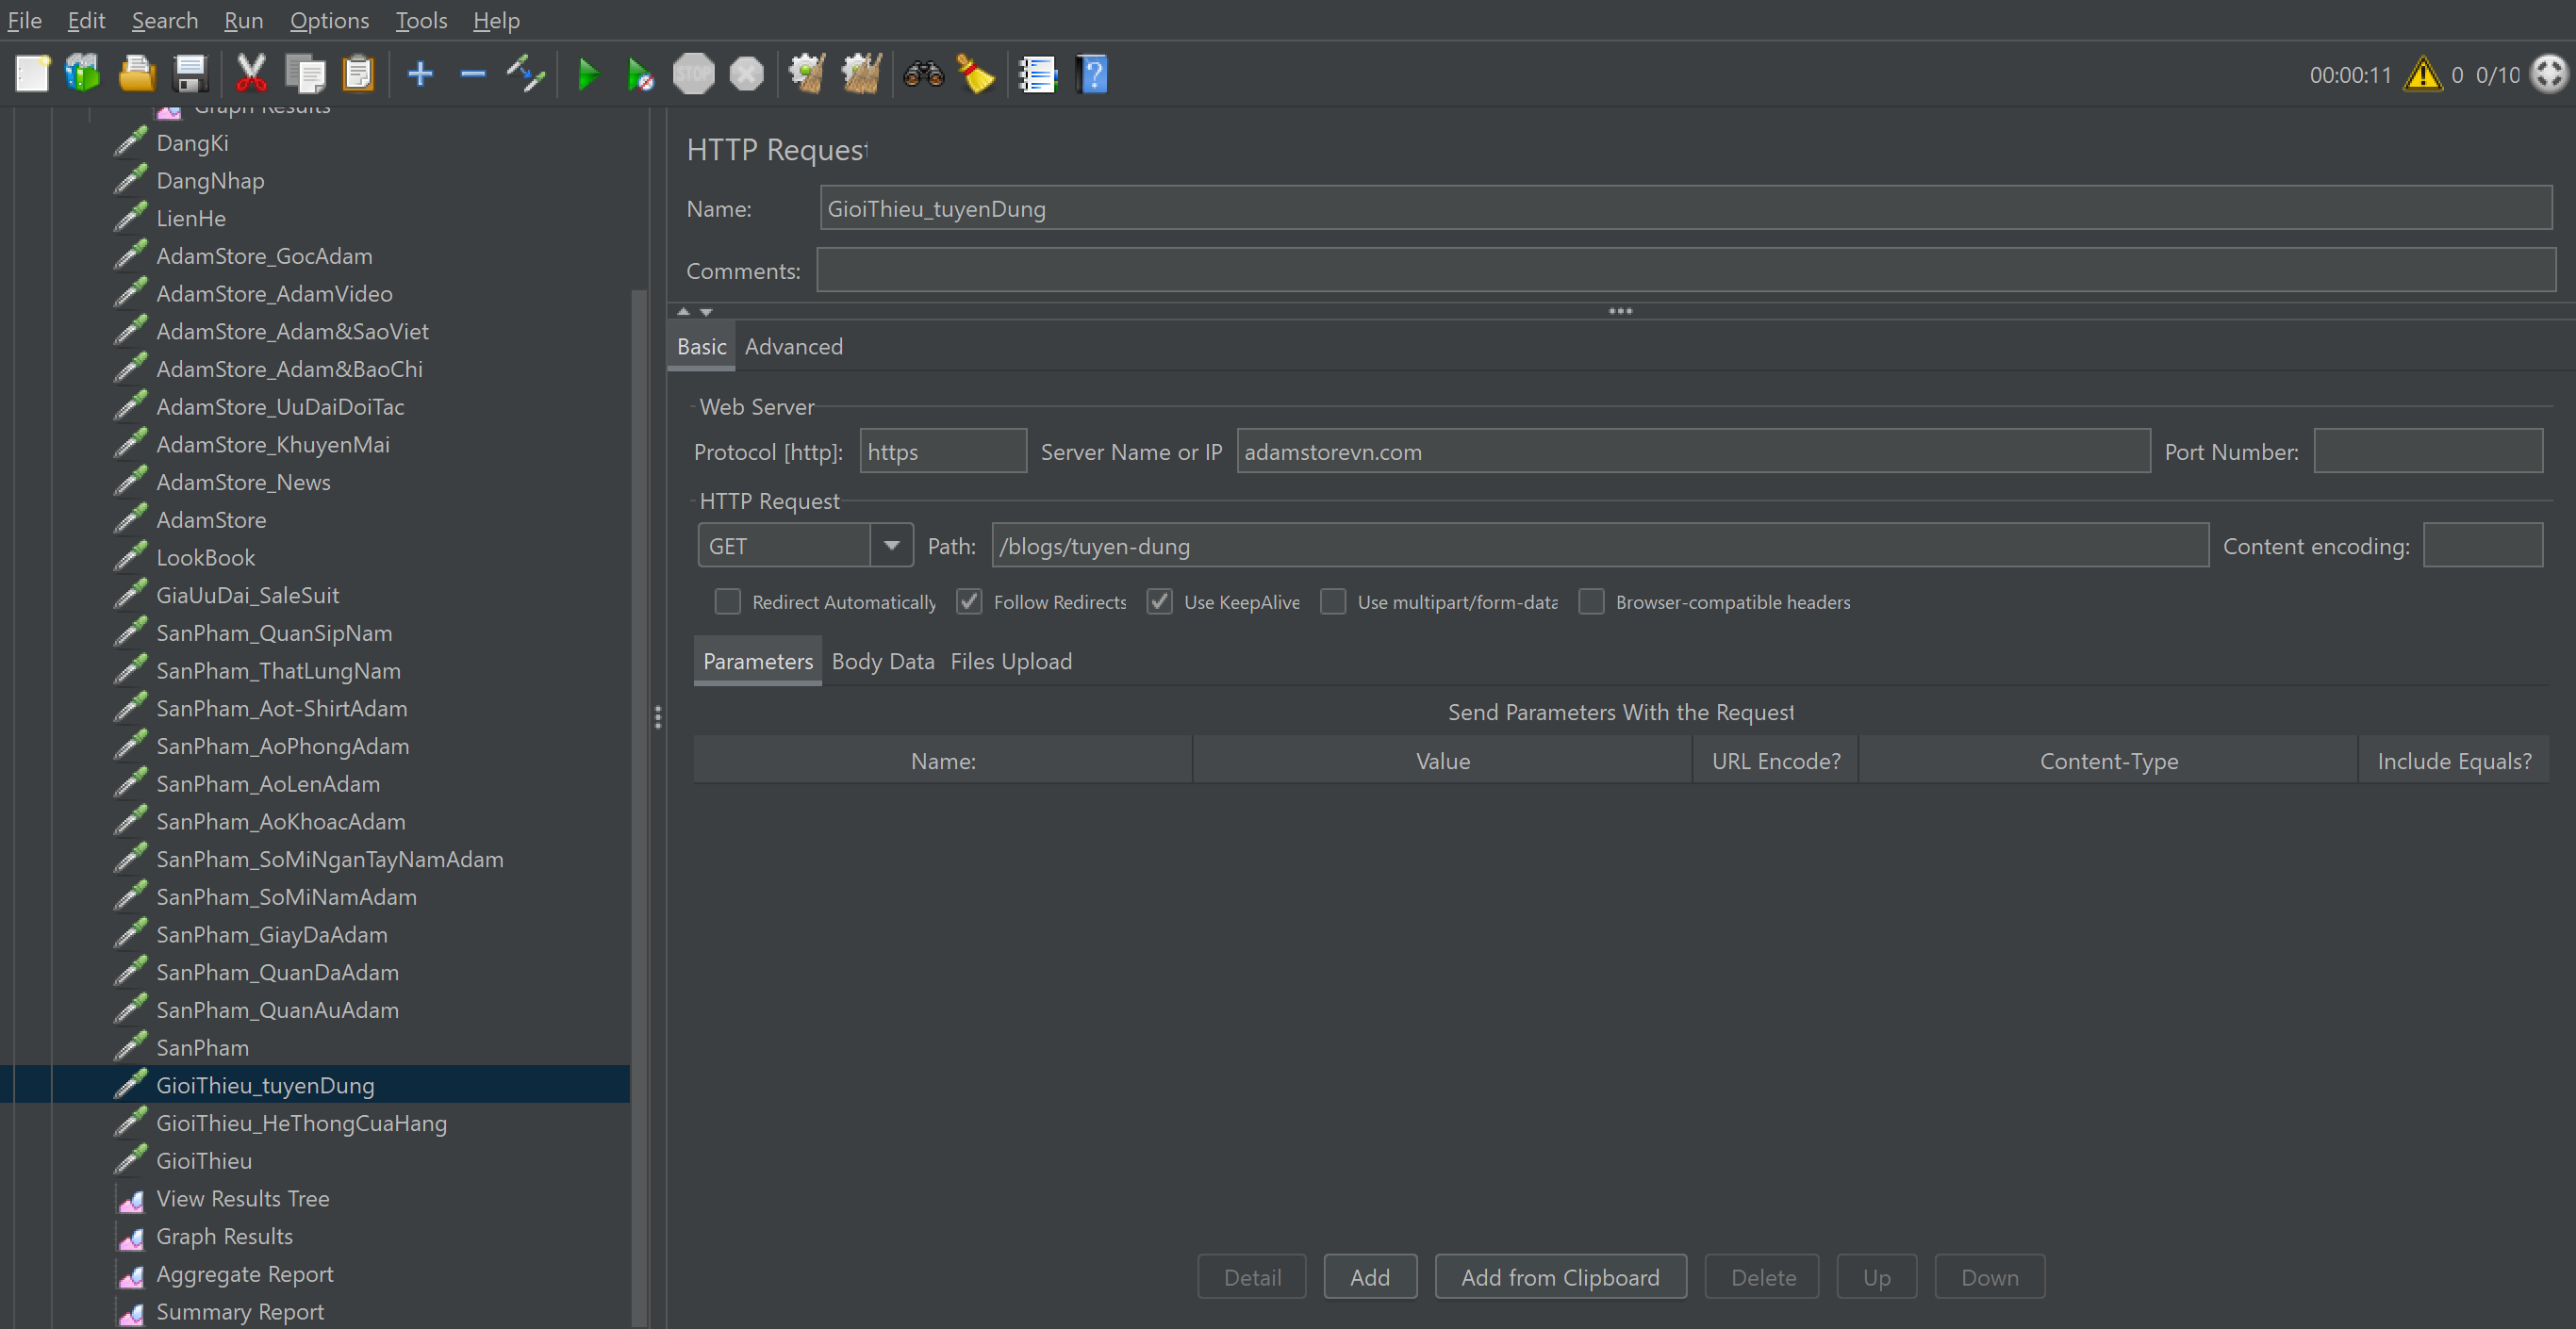 File Edit Search Run Options Tools Help
STOP
00:00:11 0 0/10
Graph Results
DangKi
DangNhap
LienHe
AdamStore_GocAdam
AdamStore_AdamVideo
AdamStore_Adam&SaoViet
AdamStore_Adam&BaoChi
AdamStore_UuDaiDoiTac
AdamStore_KhuyenMai
AdamStore_News
AdamStore
LookBook
GiaUuDai_SaleSuit
SanPham_QuanSipNam
SanPham_ThatLungNam
SanPham_Aot-ShirtAdam
SanPham_AoPhongAdam
SanPham_AoLenAdam
SanPham_AoKhoacAdam
SanPham_SoMiNganTayNamAdam
SanPham_SoMiNamAdam
SanPham_GiayDaAdam
SanPham_QuanDaAdam
SanPham_QuanAuAdam
SanPham
GioiThieu_tuyenDung
GioiThieu_HeThongCuaHang
GioiThieu
View Results Tree
Graph Results
Aggregate Report
Summary Report
HTTP Request
Name: GioiThieu_tuyenDung
Comments:
Basic Advanced
Web Server
Protocol [http]: https Server Name or IP adamstorevn.com Port Number:
HTTP Request
GET Path: /blogs/tuyen-dung Content encoding:
Redirect Automatically Follow Redirects Use KeepAlive Use multipart/form-data Browser-compatible headers
Parameters Body Data Files Upload
Send Parameters With the Request
Name: Value URL Encode? Content-Type Include Equals?
Detail Add Add from Clipboard Delete Up Down